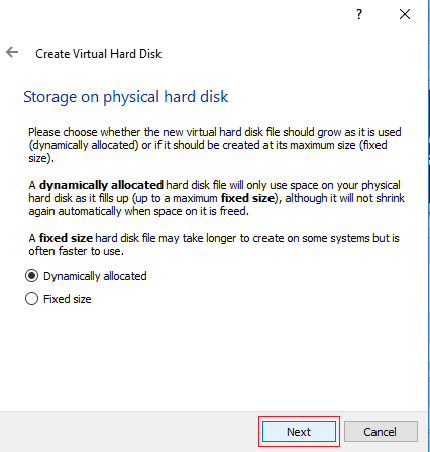 ?
Create Virtual Hard Disk
Storage on physical hard disk
Please choose whether the new virtual hard disk file should grow as it is used
(dynamically allocated) or if it should be created at its maximum size (fixed
size).
A dynamically allocated hard disk file will only use space on your physical
hard disk as it fills up (up to a maximum fixed size), although it will not shrink
again automatically when space on it is freed.
A fixed size hard disk file may take longer to create on some systems but is
often faster to use.
Dynamically allocated
Fixed size
Next Cancel